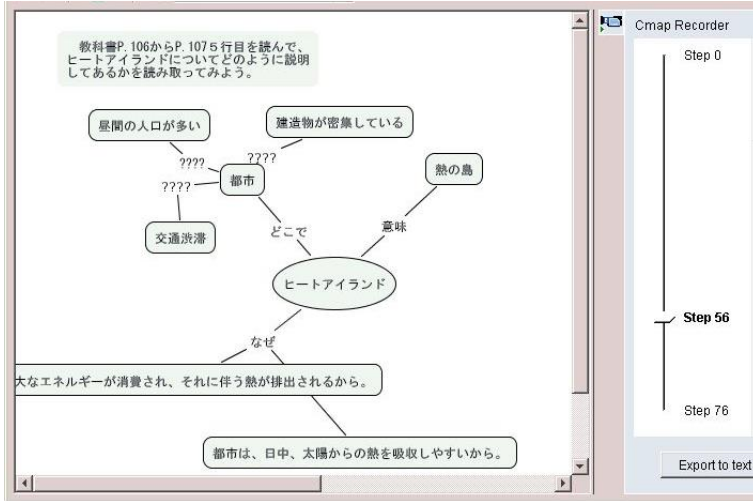 教科書P.106からP.107５行目を読んで、
ヒートアイランドについてどのように説明
してあるかを読み取ってみよう。
昼間の人口が多い
建造物が密集している
????
????
????
都市
熱の島
交通渋滞
どこで
意味
ヒートアイランド
なぜ
大なエネルギーが消費され、それに伴う熱が排出されるから。
都市は、日中、太陽からの熱を吸収しやすいから。
Cmap Recorder
Step 0
Step 56
Step 76
Export to text